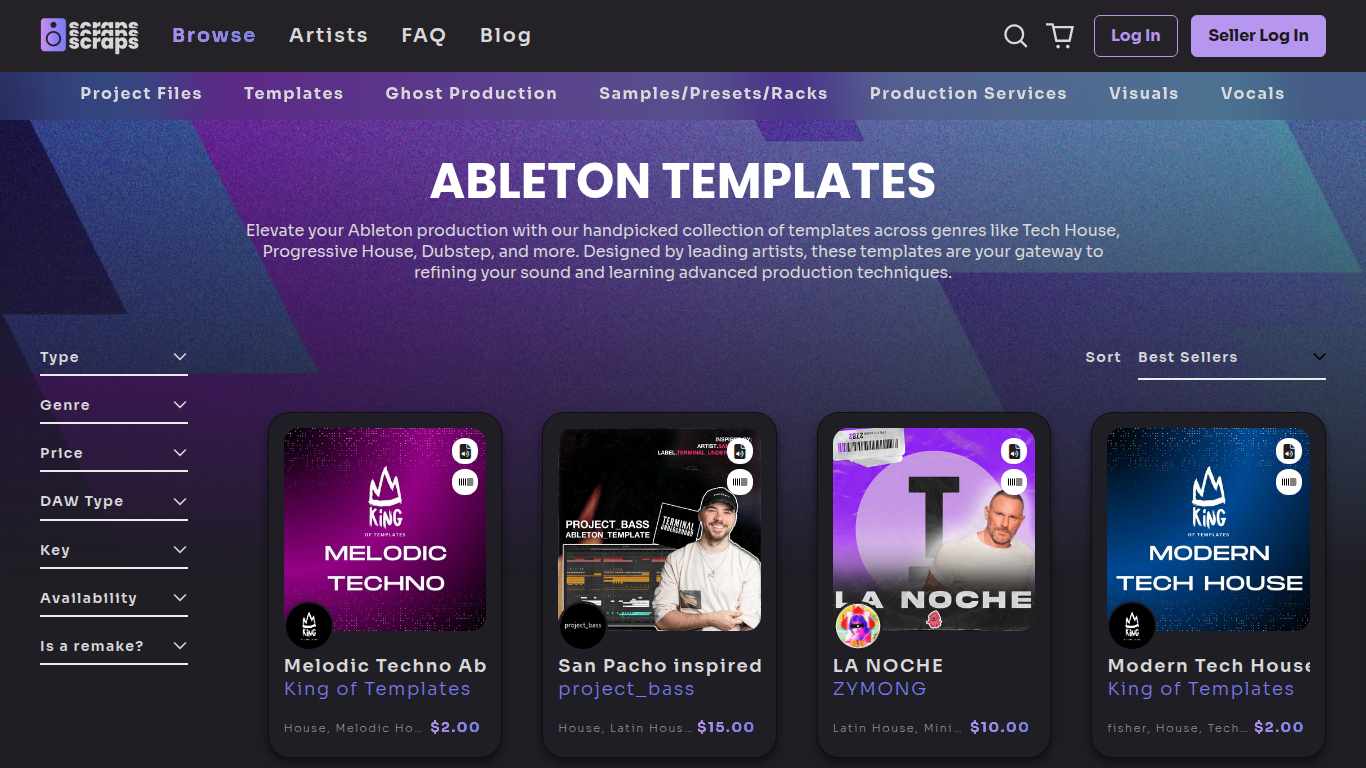 scraps
scraps
scraps
Browse
Artists
FAQ
Blog
Log In
Seller Log In
Project Files
Templates
Ghost Production
Samples/Presets/Racks
Production Services
Visuals
Vocals
ABLETON TEMPLATES
Elevate your Ableton production with our handpicked collection of templates across genres like Tech House,
Progressive House, Dubstep, and more. Designed by leading artists, these templates are your gateway to
refining your sound and learning advanced production techniques.
Type
Genre
Price
DAW Type
Key
Availability
Is a remake?
Sort
Best Sellers
KING
OF TEMPLATES
MELODIC
TECHNO
KING
Melodic Techno Ab
King of Templates
House, Melodic Ho...
$2.00
PROJECT_BASS
ABLETON_TEMPLATE
TERMINAL
UNDERGROUND
project_bass
San Pacho inspired
project_bass
House, Latin Hous...
$15.00
2782
T
LA NOCHE
LA NOCHE
ZYMONG
Latin House, Mini...
$10.00
KING
OF TEMPLATES
MODERN
TECH HOUSE
KING
Modern Tech House
King of Templates
fisher, House, Tech...
$2.00